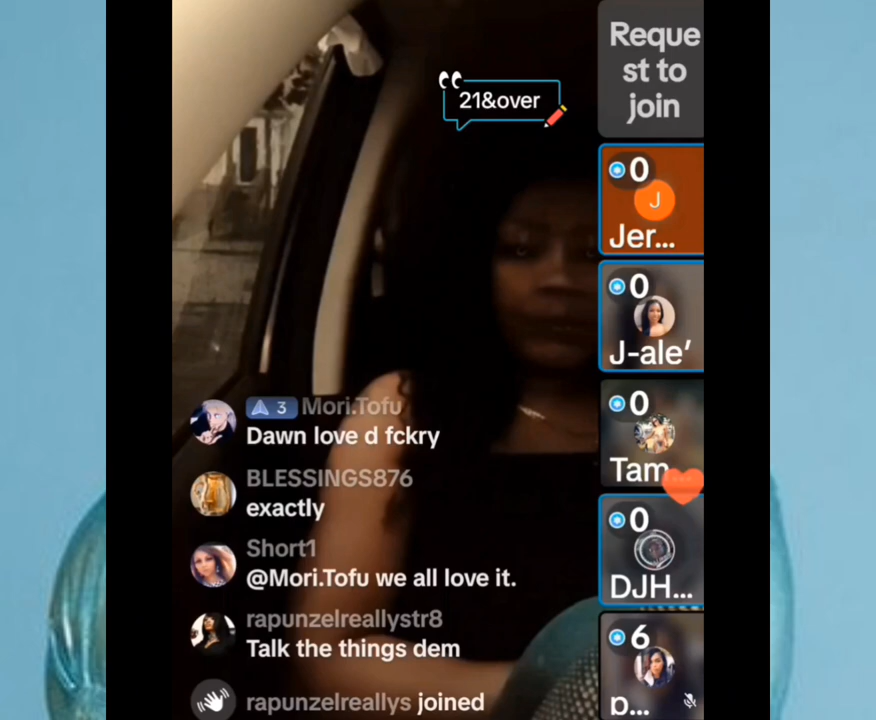 21&over
Reque
st to
join
0
J
Jer...
0
J-ale’
0
Tam
0
DJH...
6
p...
3 Mori.Tofu
Dawn love d fckry
BLESSINGS876
exactly
Short1
@Mori.Tofu we all love it.
rapunzelreallystr8
Talk the things dem
rapunzelreallys joined